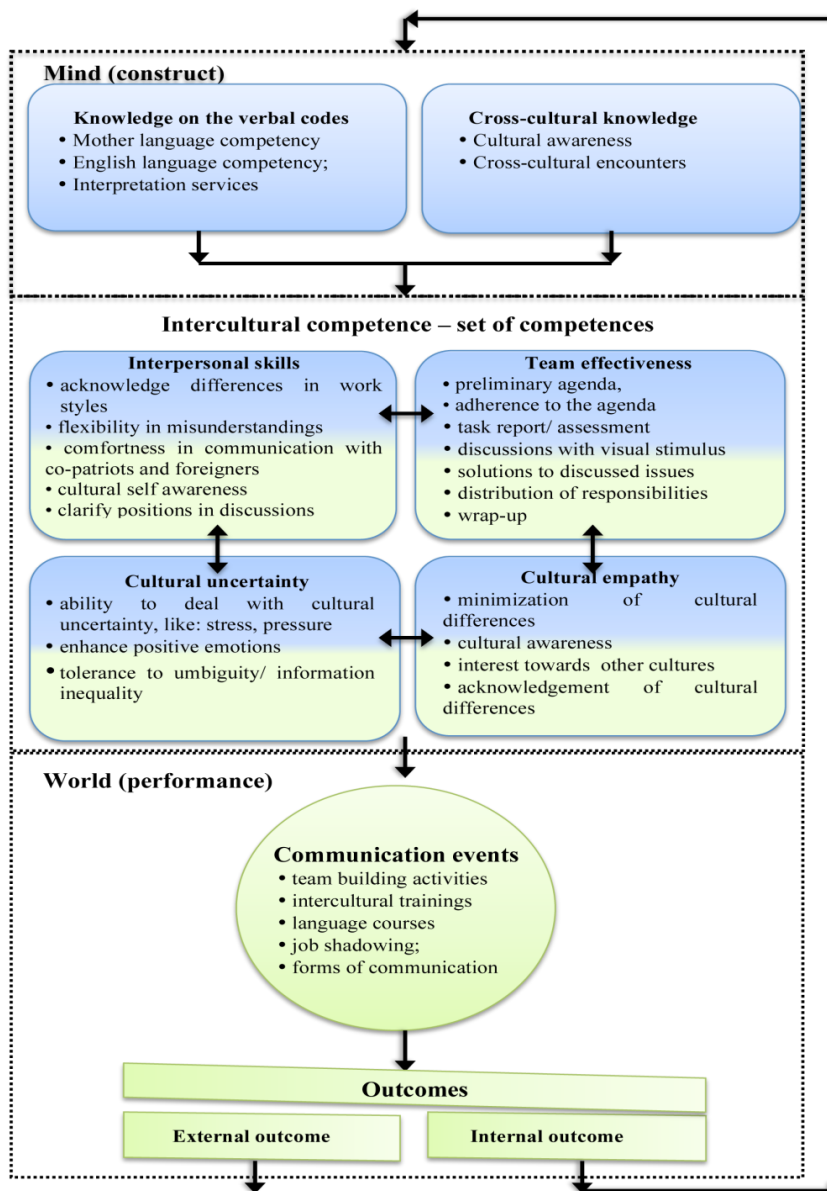 Mind (construct)
Knowledge on the verbal codes
• Mother language competency
• English language competency;
• Interpretation services
Cross-cultural knowledge
• Cultural awareness
• Cross-cultural encounters
Intercultural competence – set of competences
Interpersonal skills
• acknowledge differences in work
styles
• flexibility in misunderstandings
• comfortness in communication with
co-patriots and foreigners
• cultural self awareness
• clarify positions in discussions
Team effectiveness
• preliminary agenda,
• adherence to the agenda
• task report/ assessment
• discussions with visual stimulus
• solutions to discussed issues
• distribution of responsibilities
• wrap-up
Cultural uncertainty
• ability to deal with cultural
uncertainty, like: stress, pressure
• enhance positive emotions
• tolerance to umbiguity/ information
inequality
Cultural empathy
• minimization of cultural
differences
• cultural awareness
• interest towards other cultures
• acknowledgement of cultural
differences
World (performance)
Communication events
• team building activities
• intercultural trainings
• language courses
• job shadowing;
• forms of communication
Outcomes
External outcome
Internal outcome